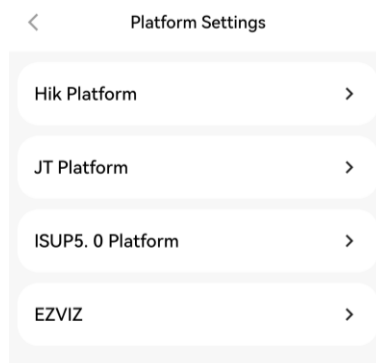 Platform Settings
Hik Platform
JT Platform
ISUP5. 0 Platform
EZVIZ